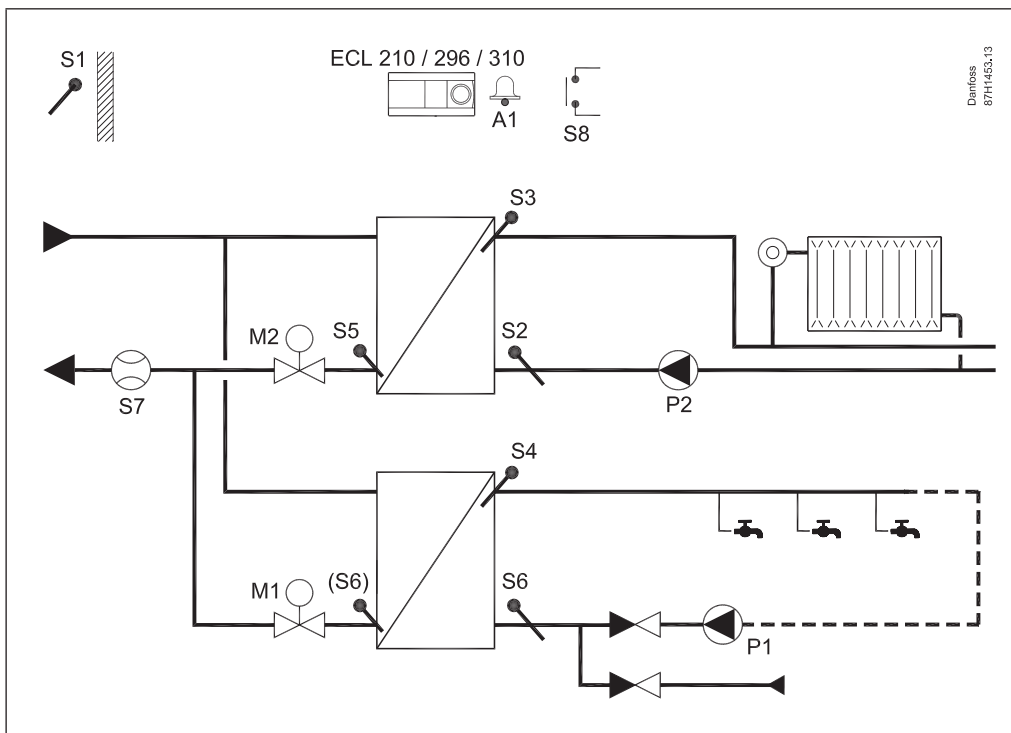 S1
ECL 210 / 296 / 310
A1
S8
Danfoss
87H1453.13
S3
M2
S5
S2
S7
P2
S4
M1
(S6)
S6
P1